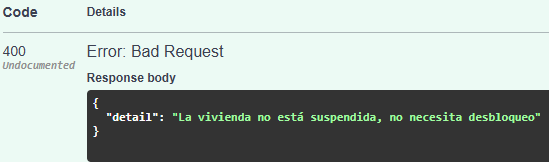 Code Details
400 Error: Bad Request
Undocumented
Response body
{
"detail": "La vivienda no está suspendida, no necesita desbloqueo"
}